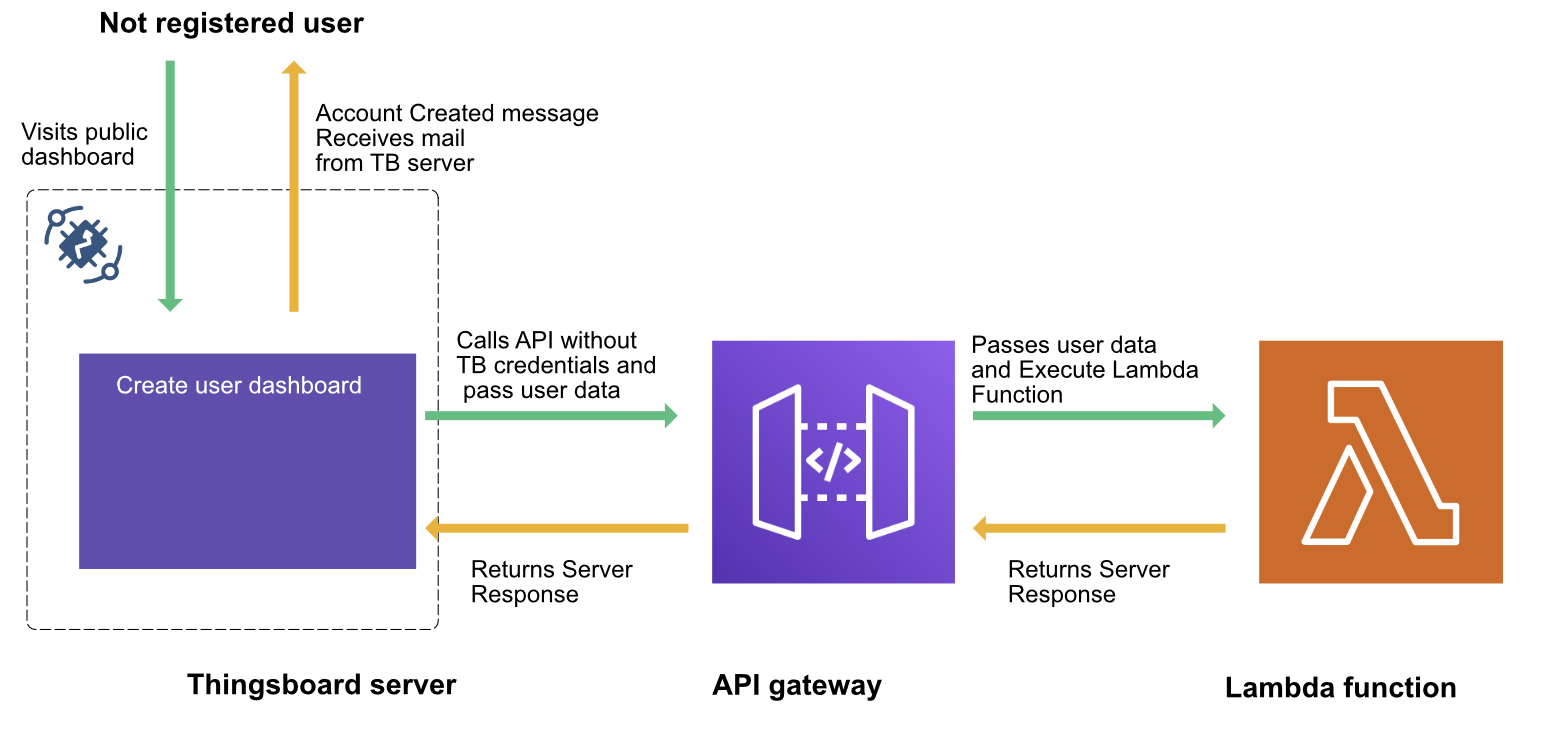 Not registered user
Visits public
dashboard
Account Created message
Receives mail
from TB server
Create user dashboard
Calls API without
TB credentials and
pass user data
Passes user data
and Execute Lambda
Function
</>
Returns Server
Response
Returns Server
Response
Thingsboard server
API gateway
Lambda function